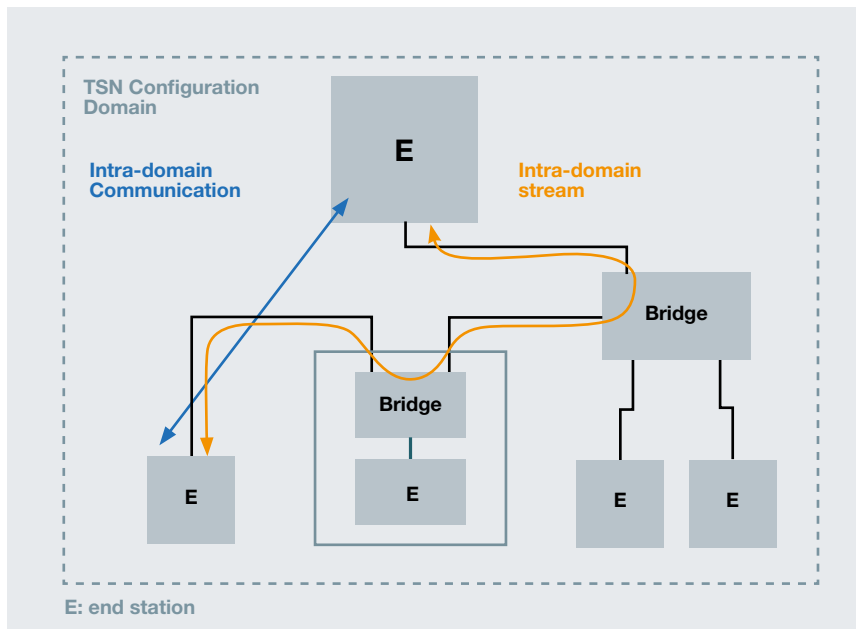 TSN Configuration
Domain
E
Intra-domain
Communication
Intra-domain
stream
Bridge
Bridge
E
E
E
E
E: end station